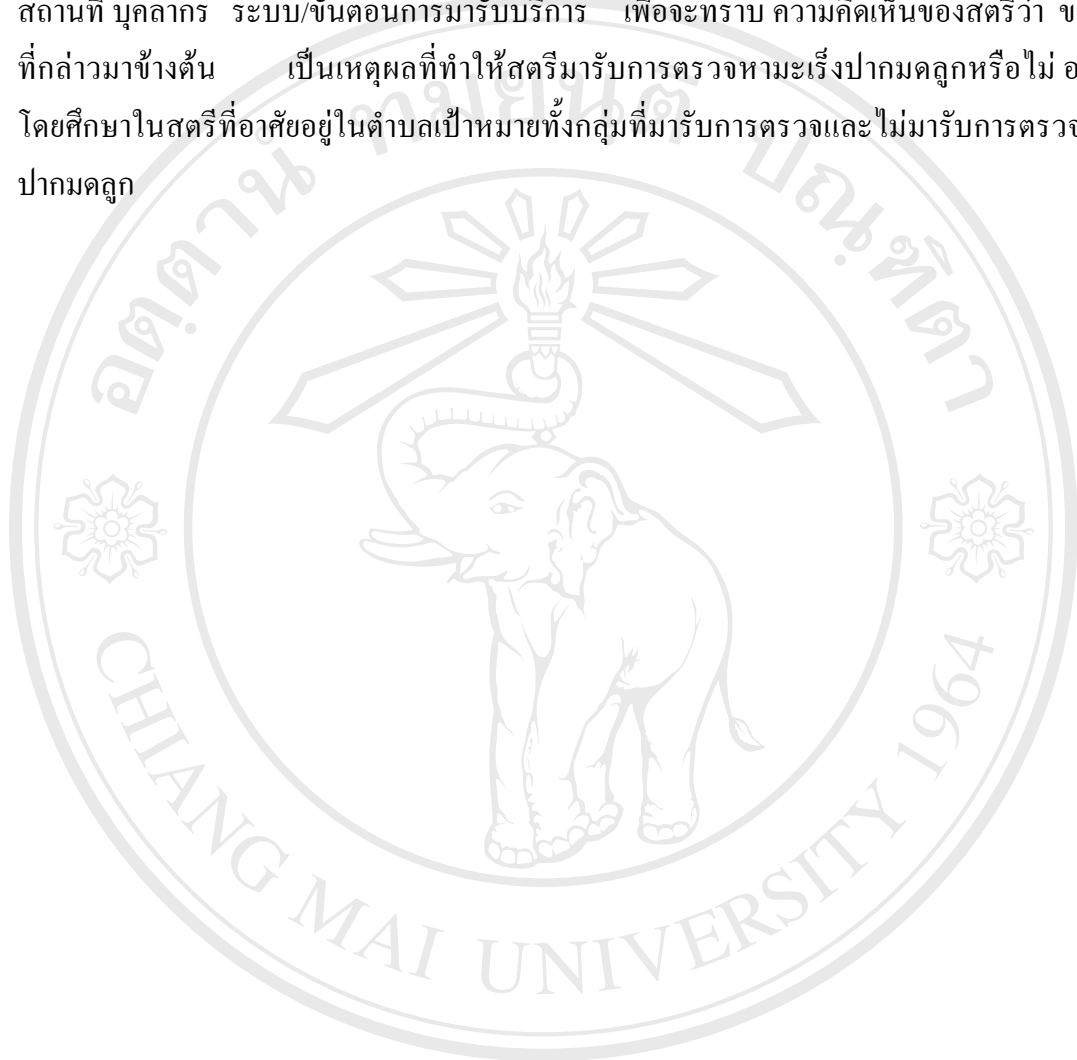 สถานที่ บุคลากร ระบบ/ขั้นตอนการมารับบริการ เพื่อจะทราบ ความคิดเห็นของสตรีว่า
ที่กล่าวมาข้างต้น เป็นเหตุผลที่ทำให้สตรีมารับการตรวจหามะเร็งปากมดลูกหรือไม่
โดยศึกษาในสตรีที่อาศัยอยู่ในตำบลเป้าหมายทั้งกลุ่มที่มารับการตรวจและไม่มารับการตรวจ
ปากมดลูก
CHIANG MAI UNIVERSITY 1964